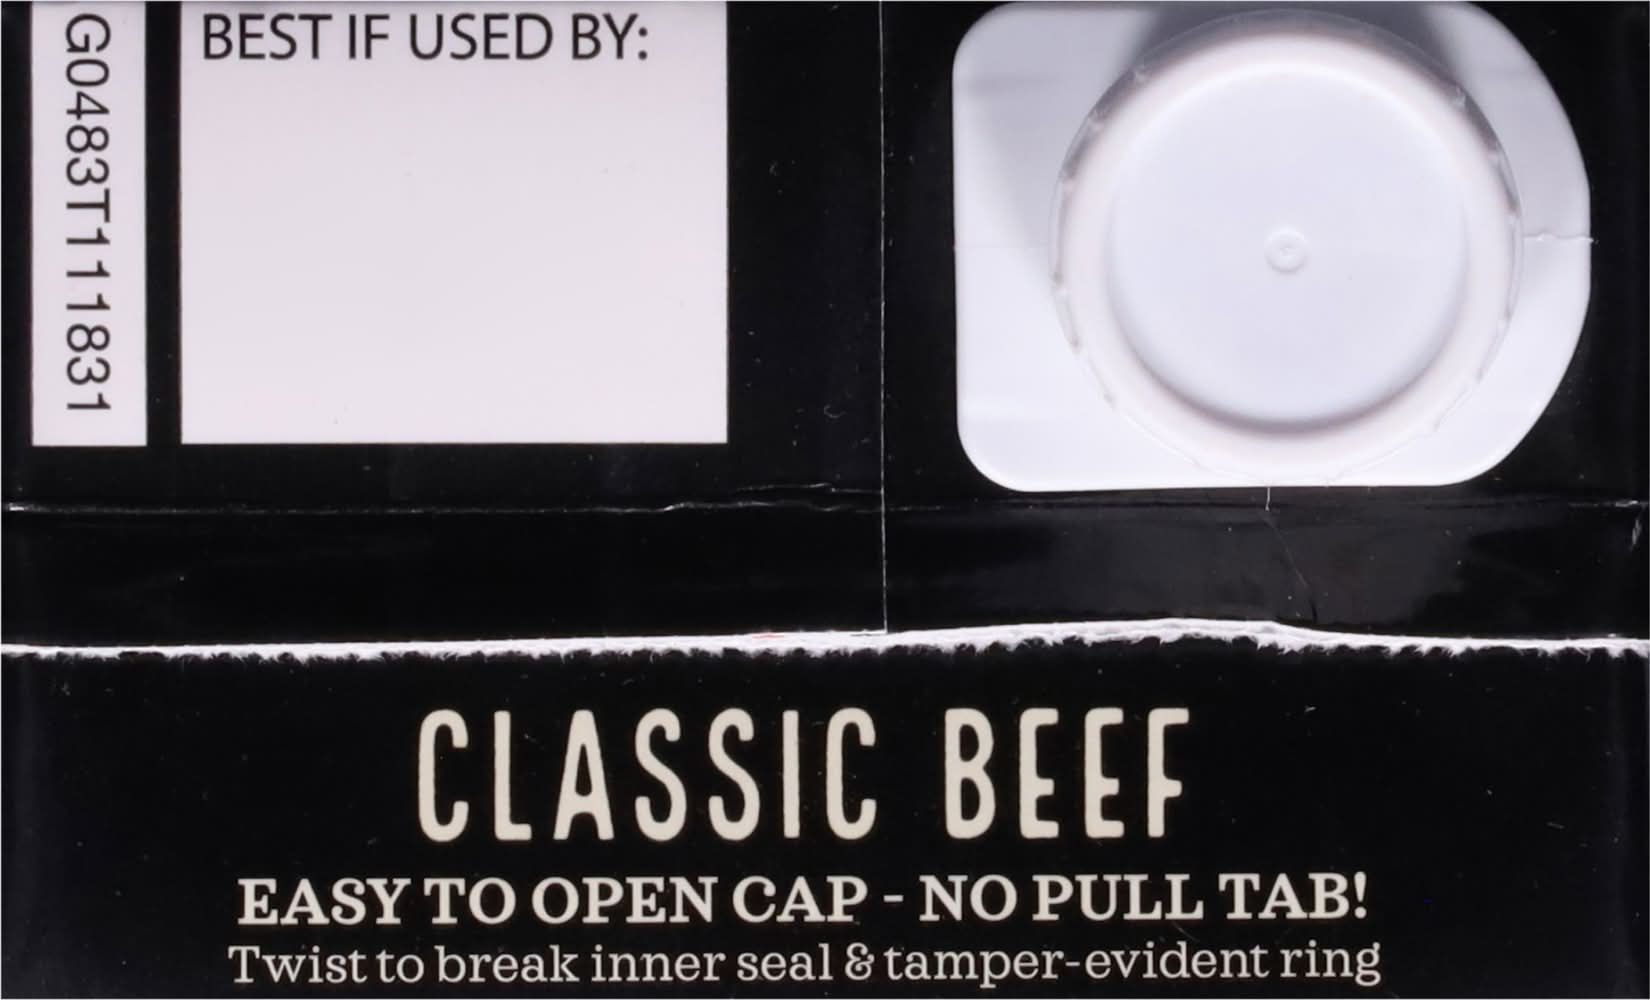 G0483T111831
BEST IF USED BY:
CLASSIC BEEF
EASY TO OPEN CAP - NO PULL TAB!
Twist to break inner seal & tamper-evident ring